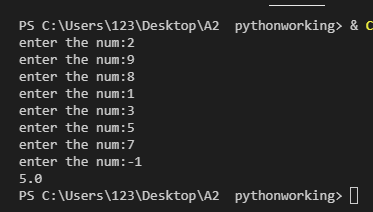 PS C:\Users\123\Desktop\A2  pythonworking> & C
enter the num:2
enter the num:9
enter the num:8
enter the num:1
enter the num:3
enter the num:5
enter the num:7
enter the num:-1
5.0
PS C:\Users\123\Desktop\A2  pythonworking>